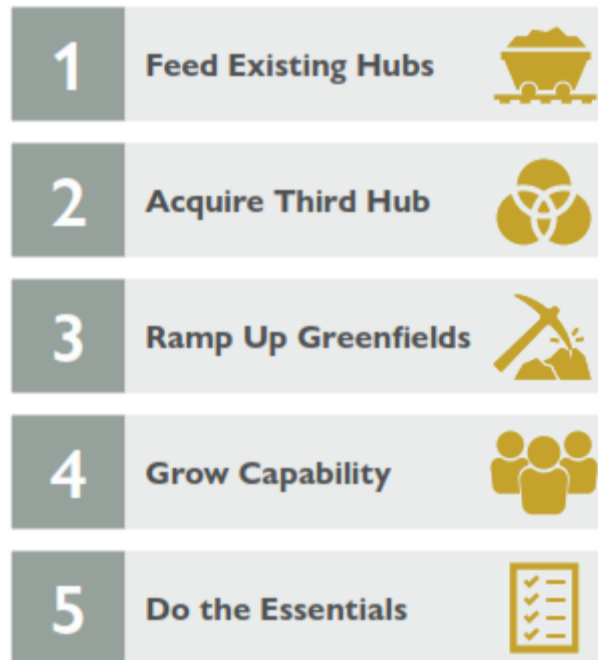 1 Feed Existing Hubs
2 Acquire Third Hub
3 Ramp Up Greenfields
4 Grow Capability
5 Do the Essentials